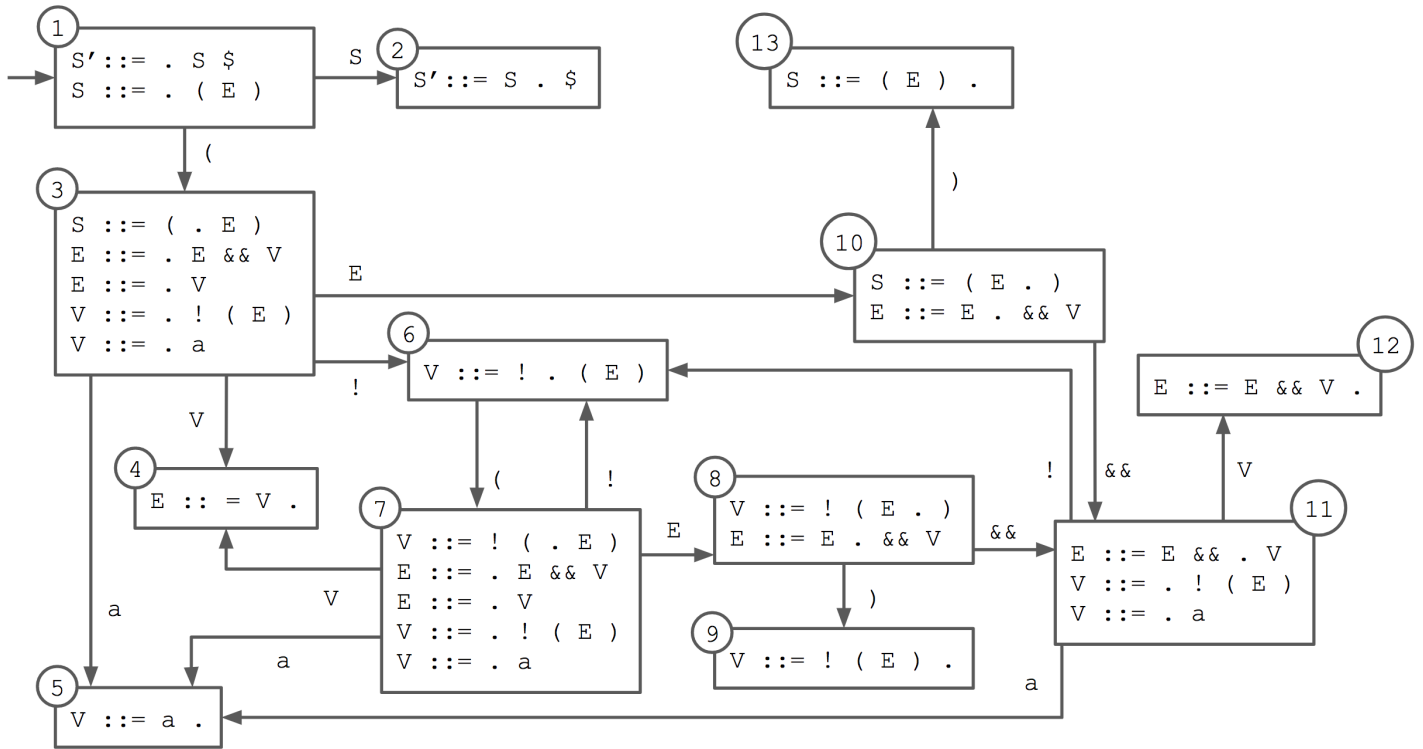 1
S'::= . S $
S ::= . ( E )
S
2
S'::= S . $
13
S ::= ( E ) .
(
)
3
S ::= ( . E )
E ::= . E && V
E ::= . V
V ::= . ! ( E )
V ::= . a
E
10
S ::= ( E . )
E ::= E . && V
!
6
V ::= ! . ( E )
12
E ::= E && V .
V
4
E :: = V .
(
!
7
V ::= ! ( . E )
E ::= . E && V
E ::= . V
V ::= . ! ( E )
V ::= . a
E
8
V ::= ! ( E . )
E ::= E . && V
&&
!
&&
V
11
E ::= E && . V
V ::= . ! ( E )
V ::= . a
a
V
a
)
9
V ::= ! ( E ) .
a
5
V ::= a .